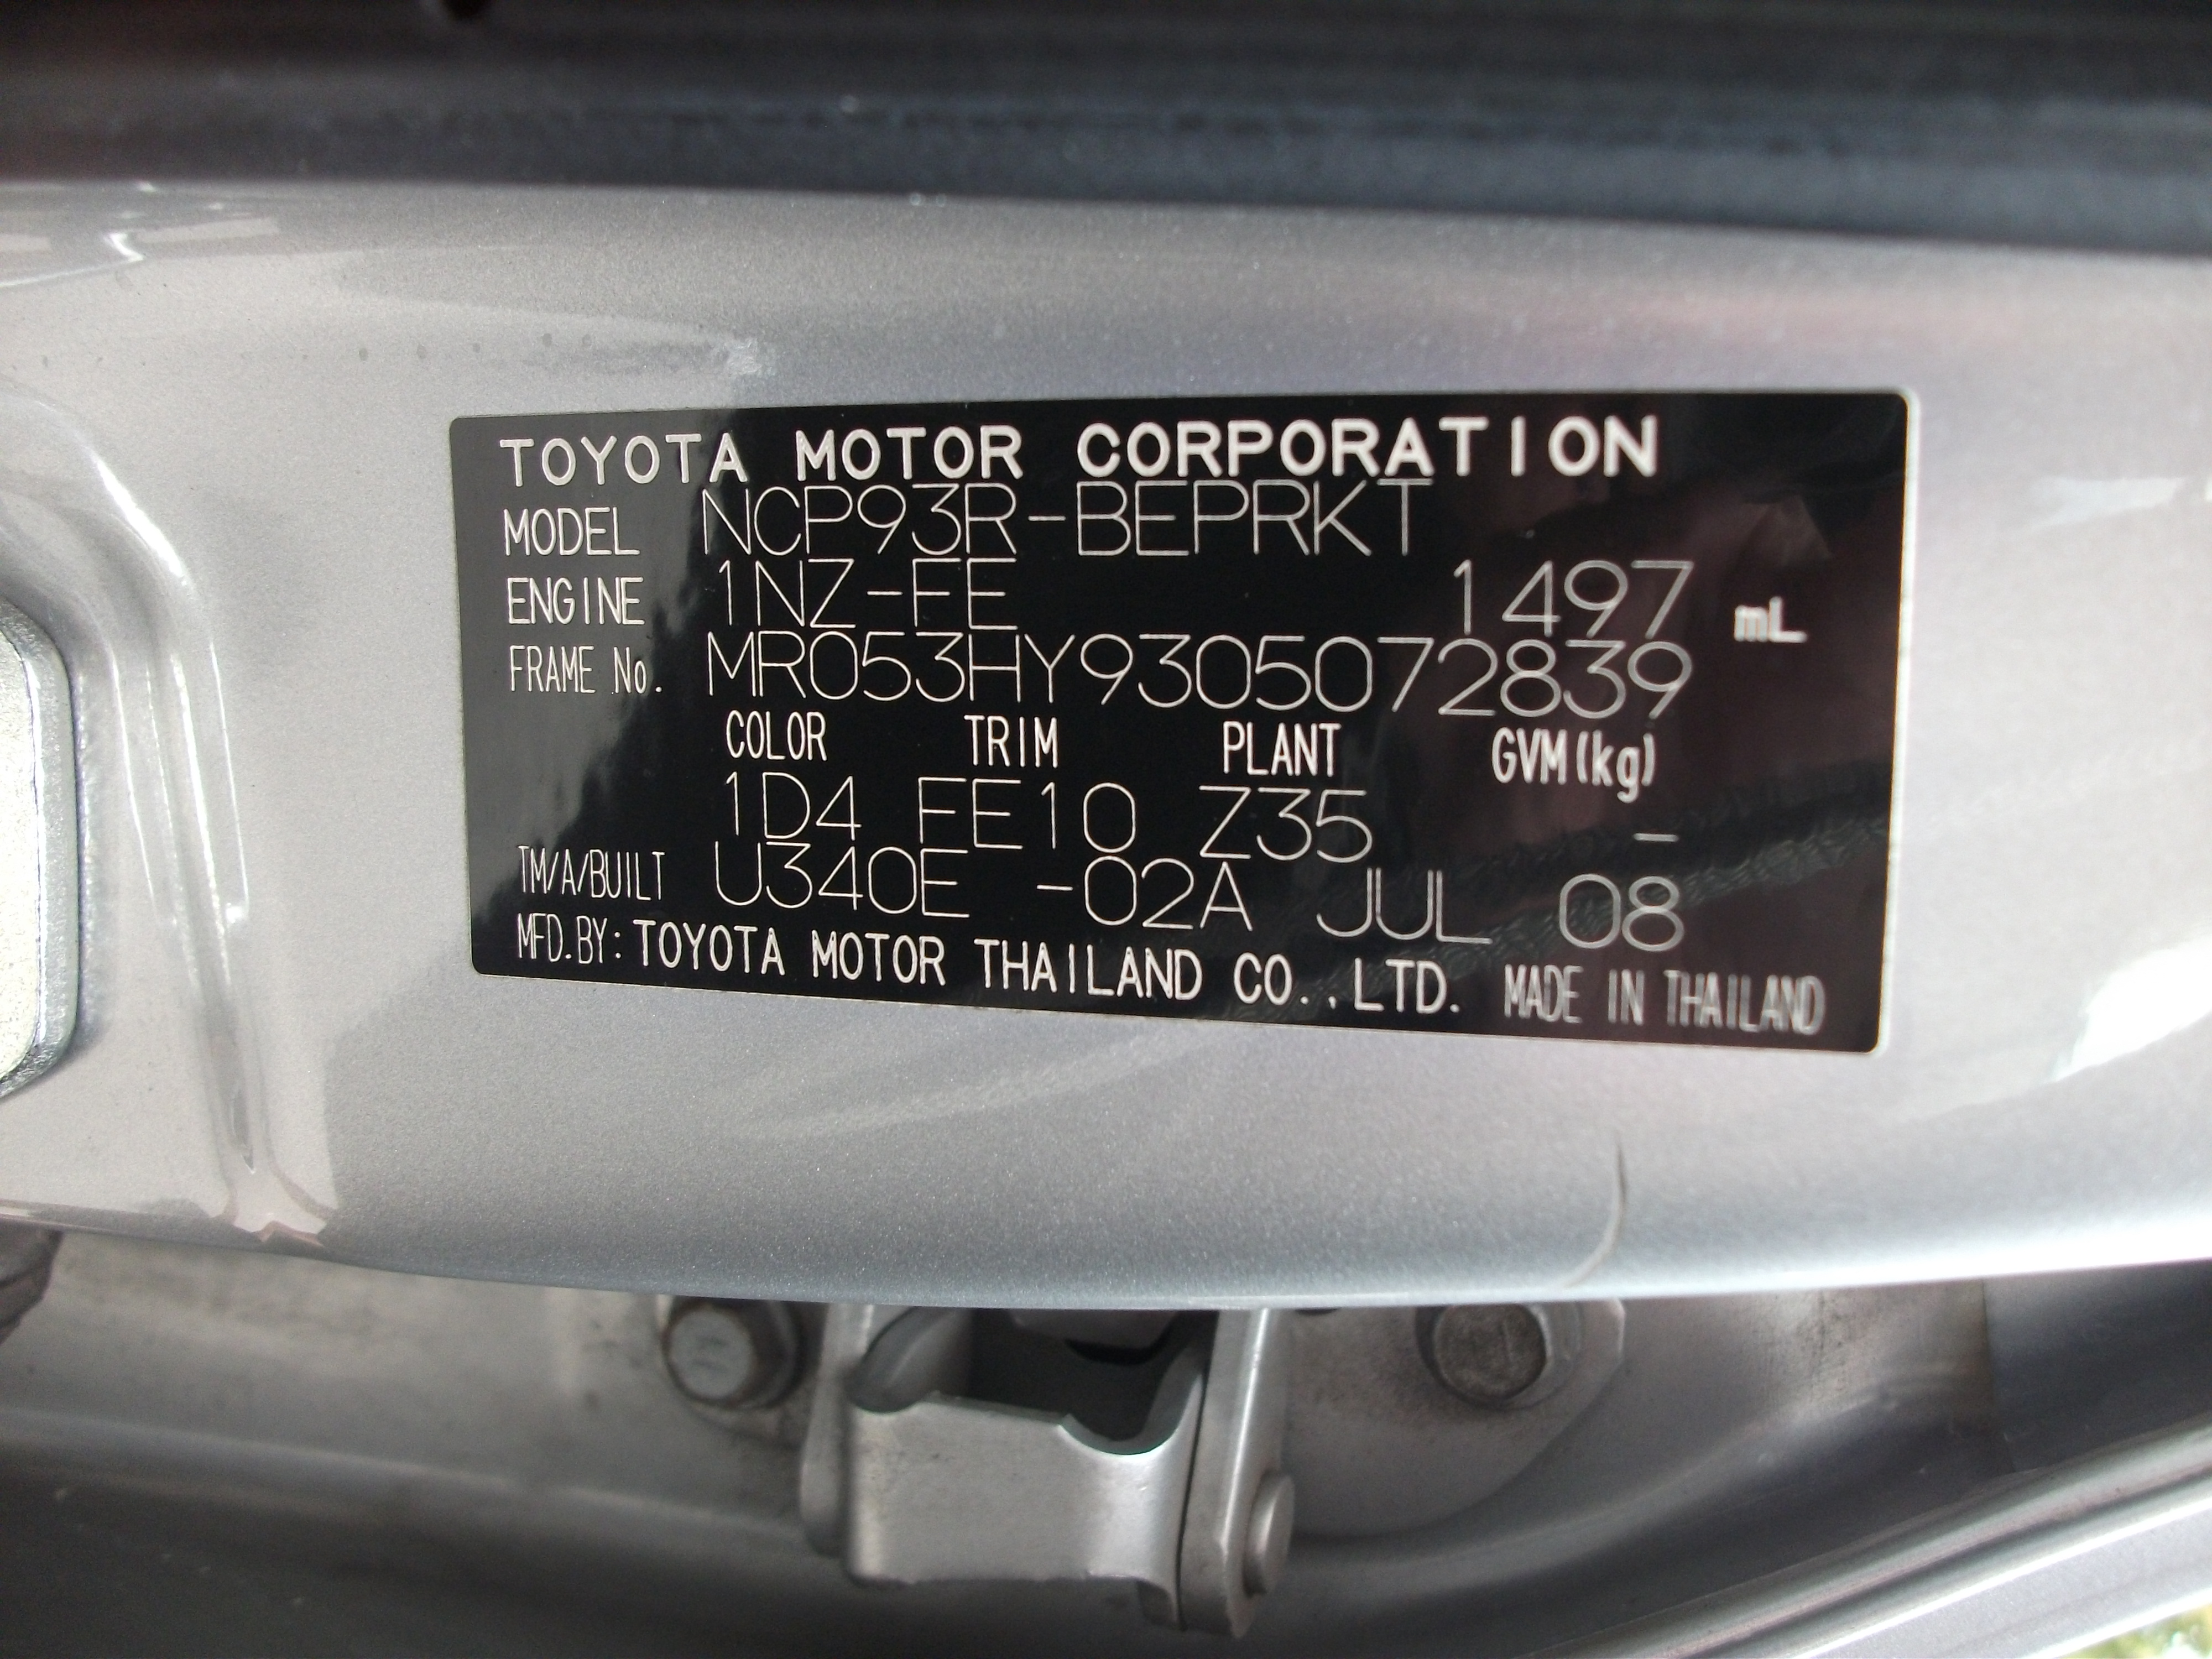 TOYOTA MOTOR CORPORATION
MODEL NCP93R-BEPRKT
ENGINE 1NZ-FE 1497 mL
FRAME No. MR053HY9305072839
COLOR TRIM PLANT GVM(kg)
1D4 FE10 Z35 -
TM/A/BUILT U340E -02A JUL 08
MFD.BY: TOYOTA MOTOR THAILAND CO.,LTD. MADE IN THAILAND